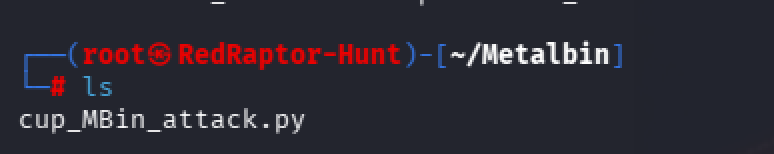 ┌──(root㉿RedRaptor-Hunt)-[~/Metalbin]
└─# ls
cup_MBin_attack.py